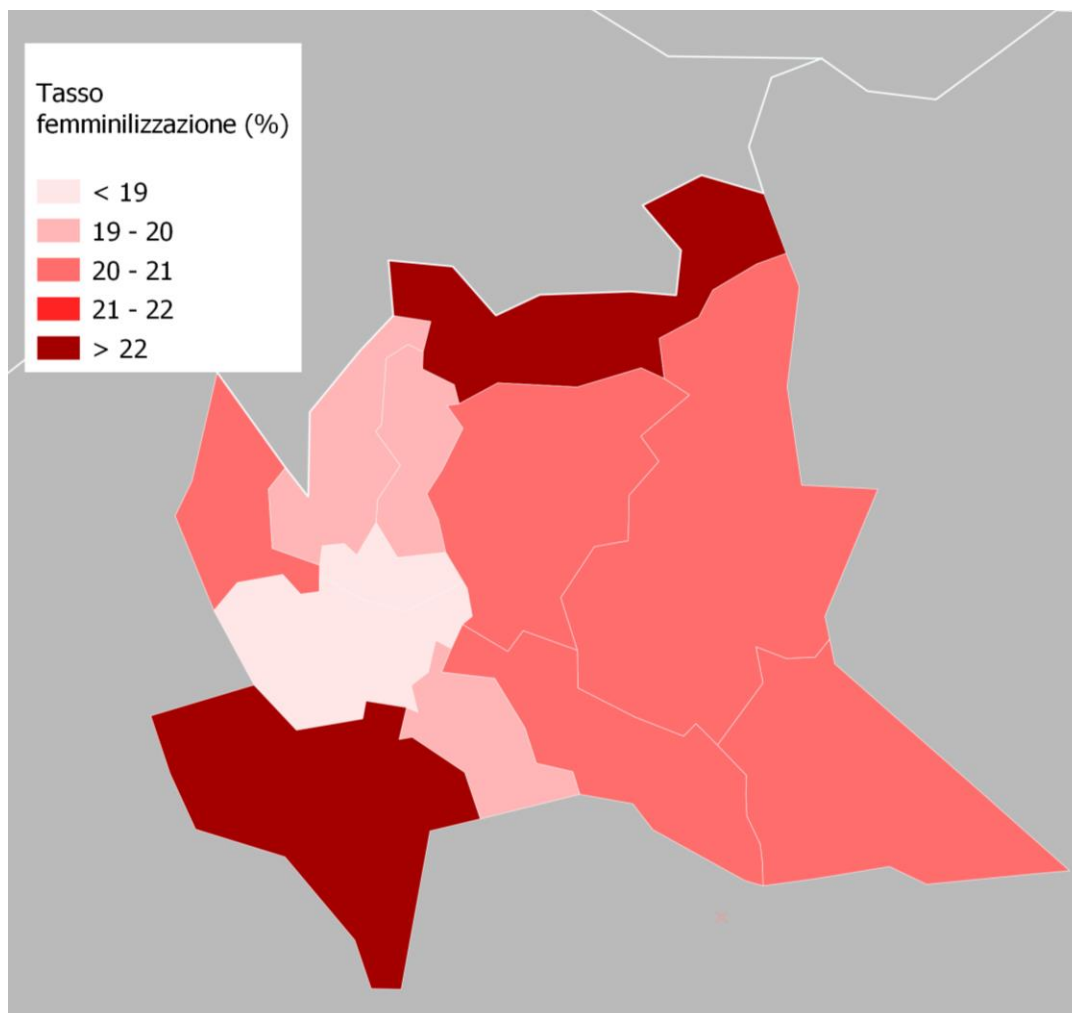 Tasso
femminilizzazione (%)
< 19
19 - 20
20 - 21
21 - 22
> 22